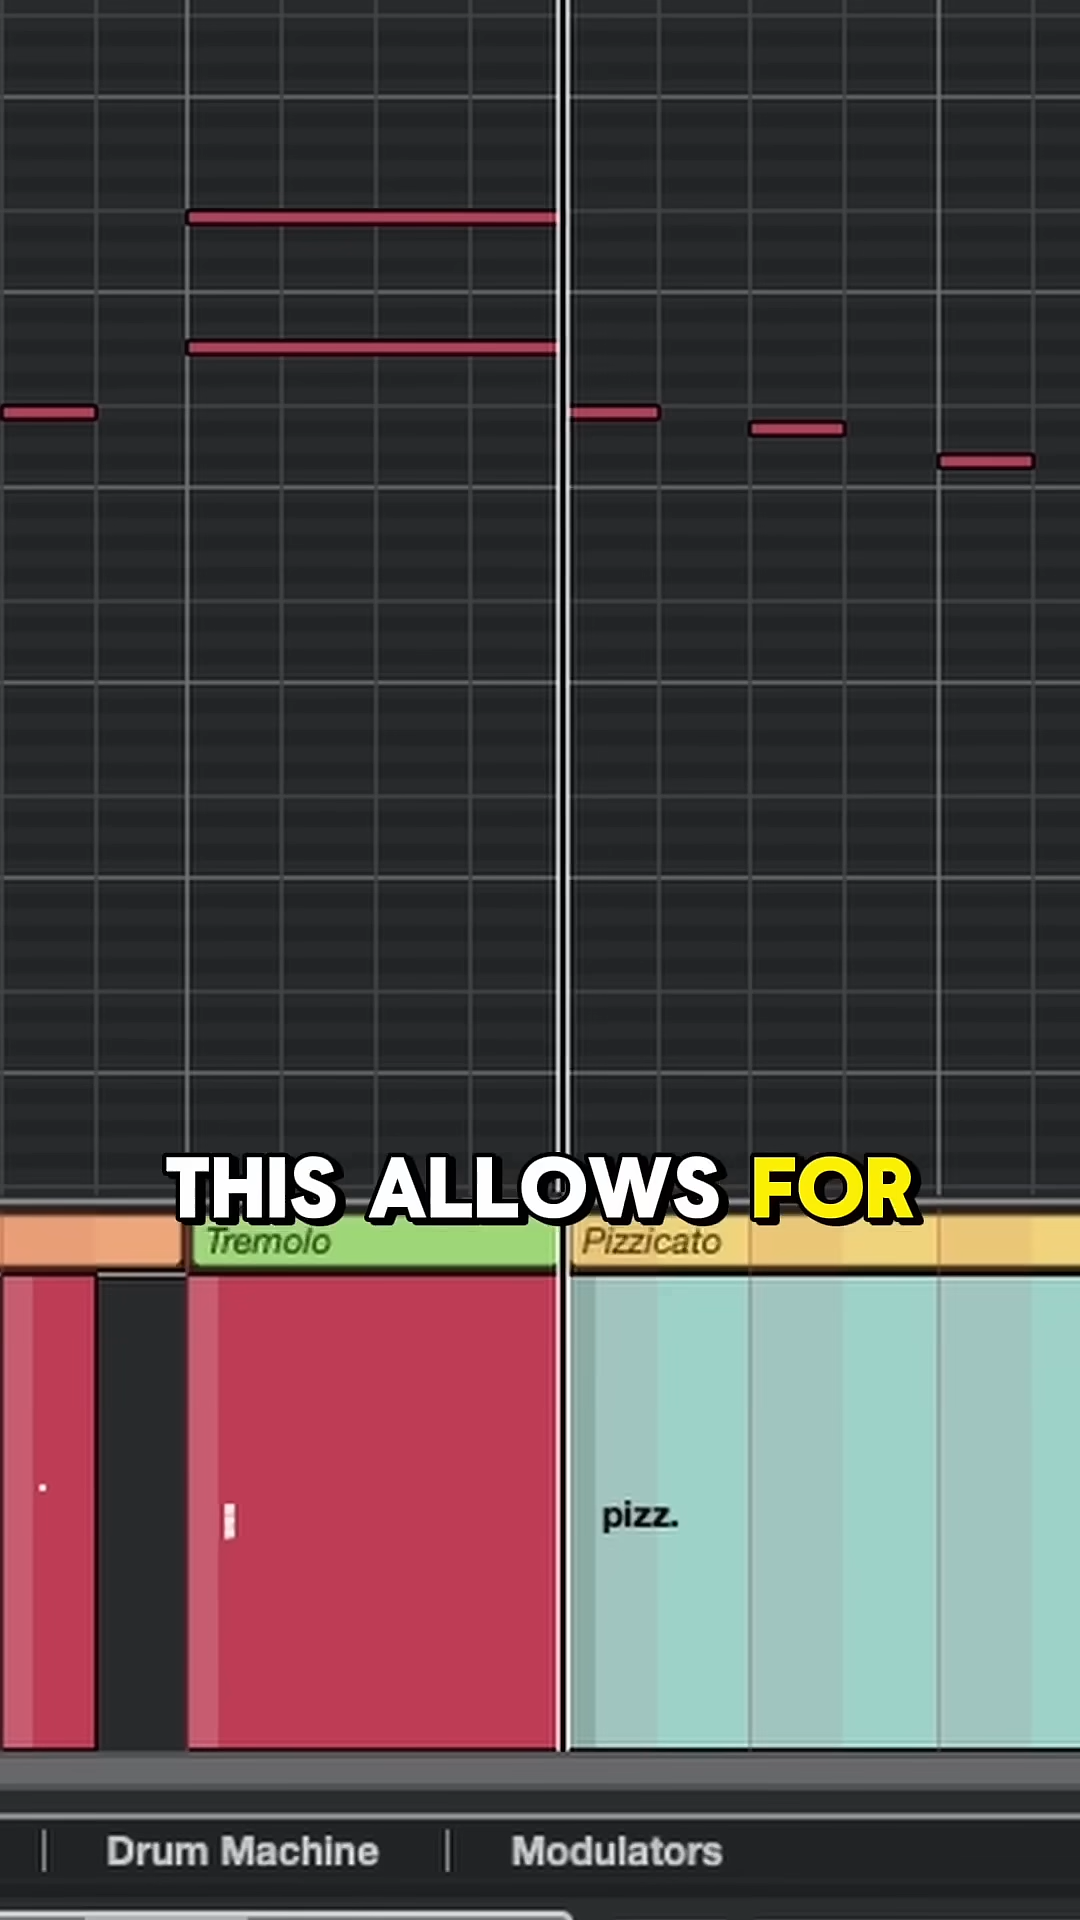 THIS ALLOWS FOR
Tremolo
Pizzicato
pizz.
Drum Machine
Modulators